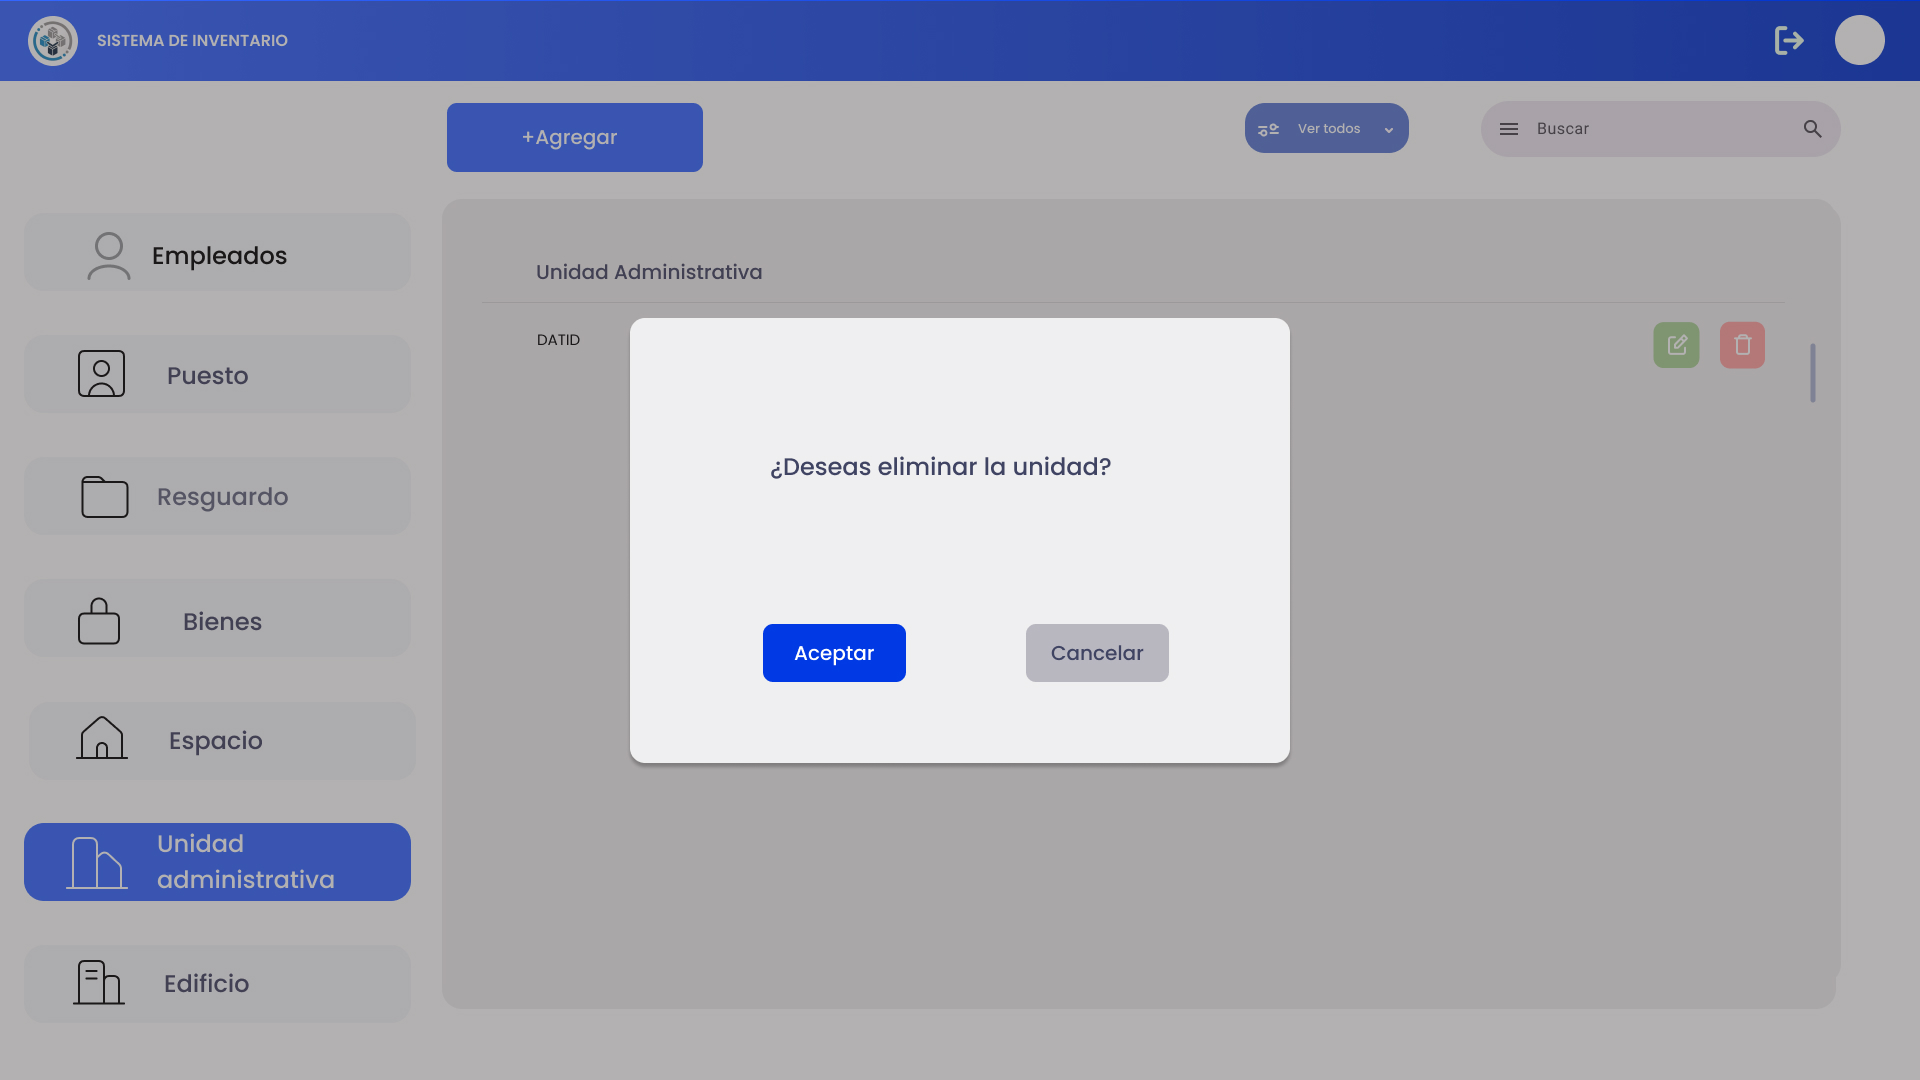 SISTEMA DE INVENTARIO
+Agregar
Ver todos
Buscar
Empleados
Puesto
Resguardo
Bienes
Espacio
Unidad
administrativa
Edificio
Unidad Administrativa
DATID
¿Deseas eliminar la unidad?
Aceptar
Cancelar